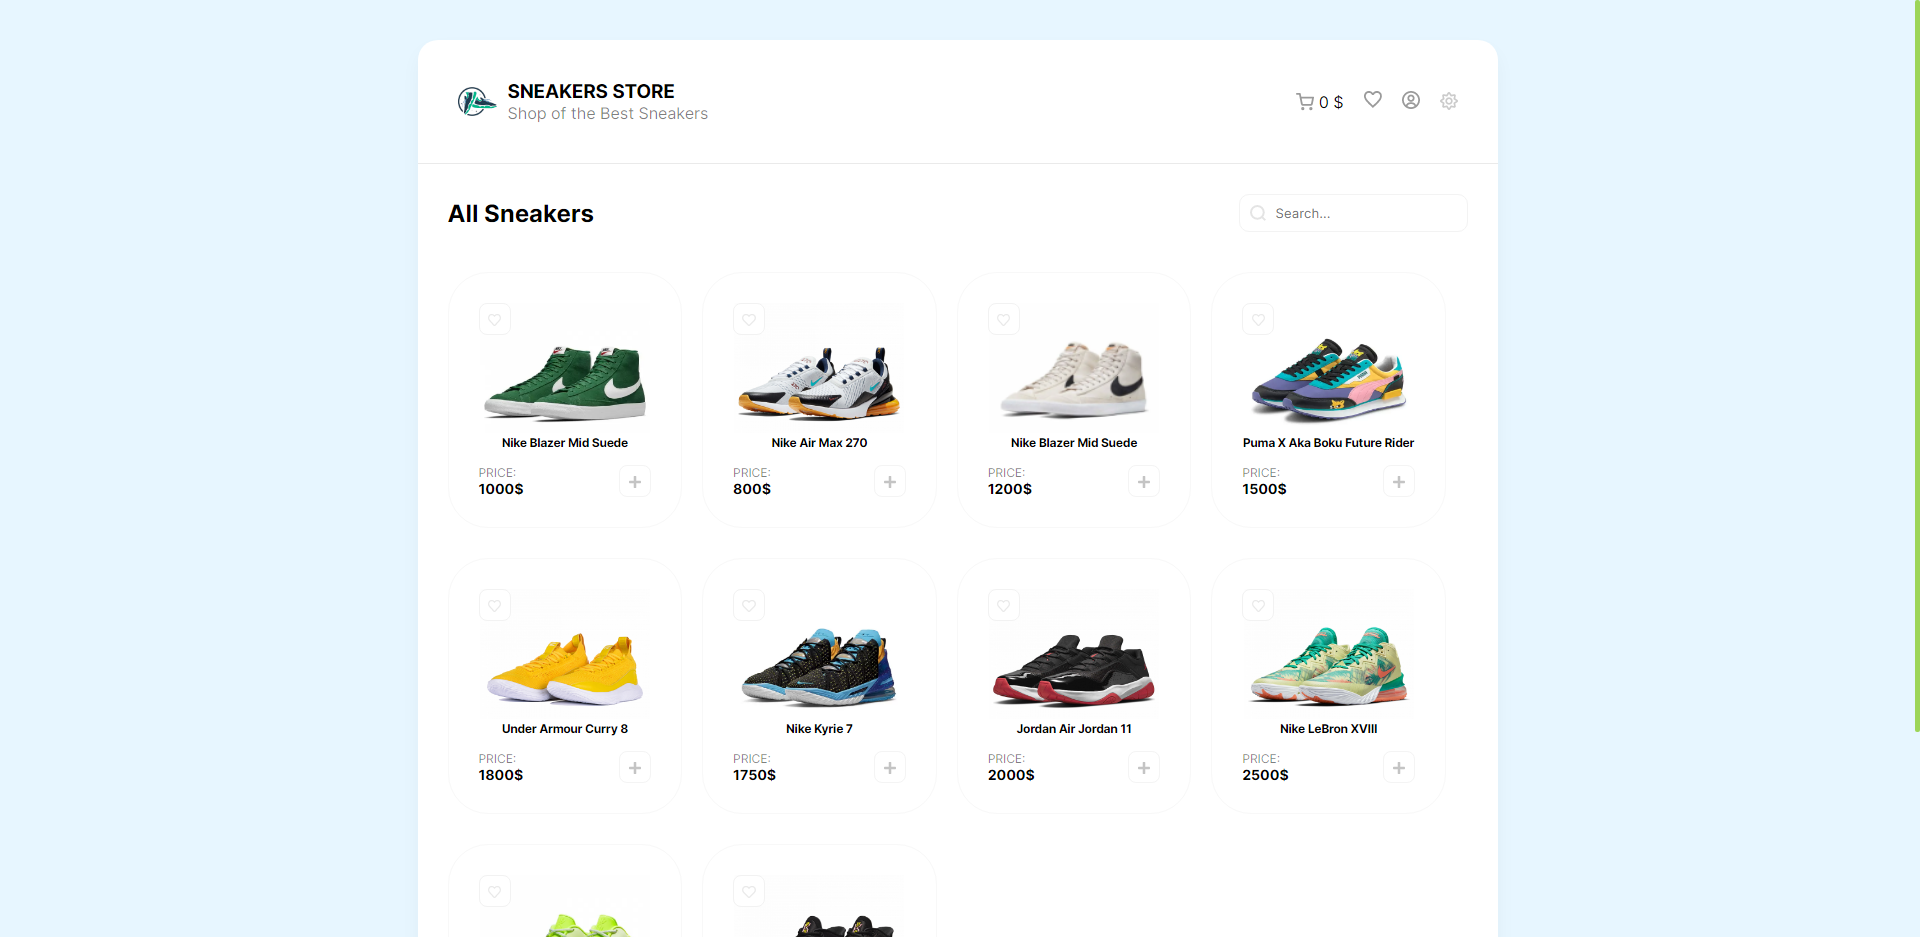 SNEAKERS STORE
Shop of the Best Sneakers
0 $
All Sneakers
Search...
Nike Blazer Mid Suede
PRICE:
1000$
Nike Air Max 270
PRICE:
800$
Nike Blazer Mid Suede
PRICE:
1200$
Puma X Aka Boku Future Rider
PRICE:
1500$
Under Armour Curry 8
PRICE:
1800$
Nike Kyrie 7
PRICE:
1750$
Jordan Air Jordan 11
PRICE:
2000$
Nike LeBron XVIII
PRICE:
2500$